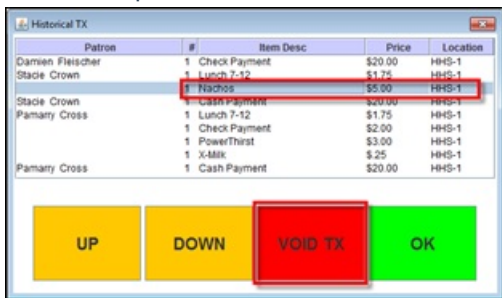 Historical TX
Patron # Item Desc Price Location
Damien Fleischer 1 Check Payment $20.00 HHS-1
Stacie Crown 1 Lunch 7-12 $1.75 HHS-1
1 Nachos $5.00 HHS-1
Stacie Crown 1 Cash Payment $20.00 HHS-1
Pamarry Cross 1 Lunch 7-12 $1.75 HHS-1
1 Check Payment $2.00 HHS-1
1 PowerThirst $3.00 HHS-1
1 X-Milk $.25 HHS-1
Pamarry Cross 1 Cash Payment $20.00 HHS-1
UP DOWN VOID TX OK